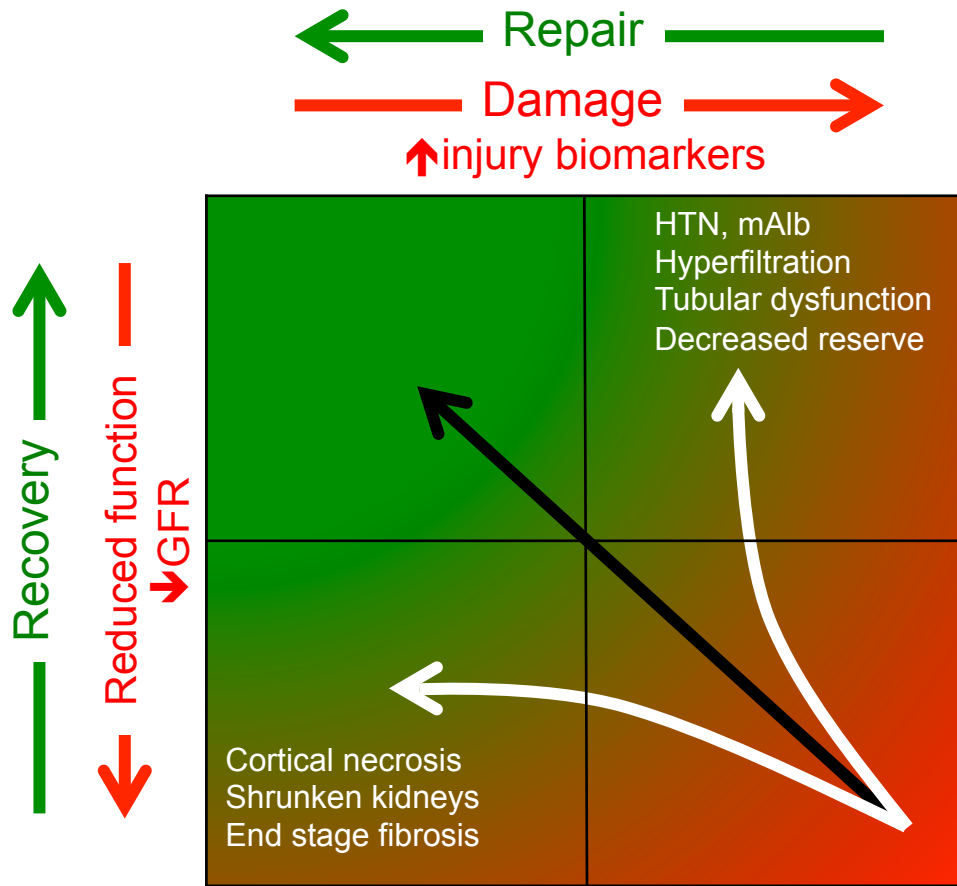 Repair
Damage
↑injury biomarkers
HTN, mAlb
Hyperfiltration
Tubular dysfunction
Decreased reserve
Recovery
Reduced function
➔GFR
Cortical necrosis
Shrunken kidneys
End stage fibrosis